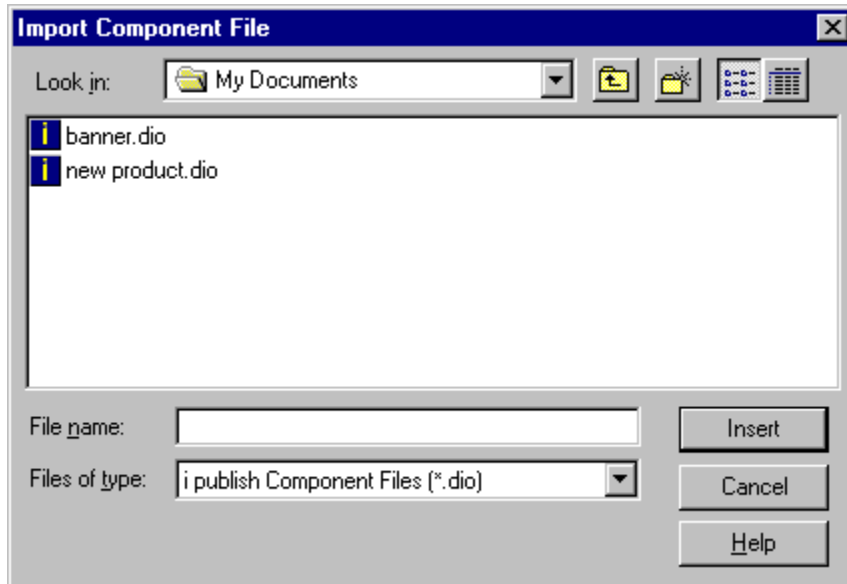 Import Component File
Look in: My Documents
banner.dio
new product.dio
File name:
Insert
Files of type: i publish Component Files (*.dio)
Cancel
Help